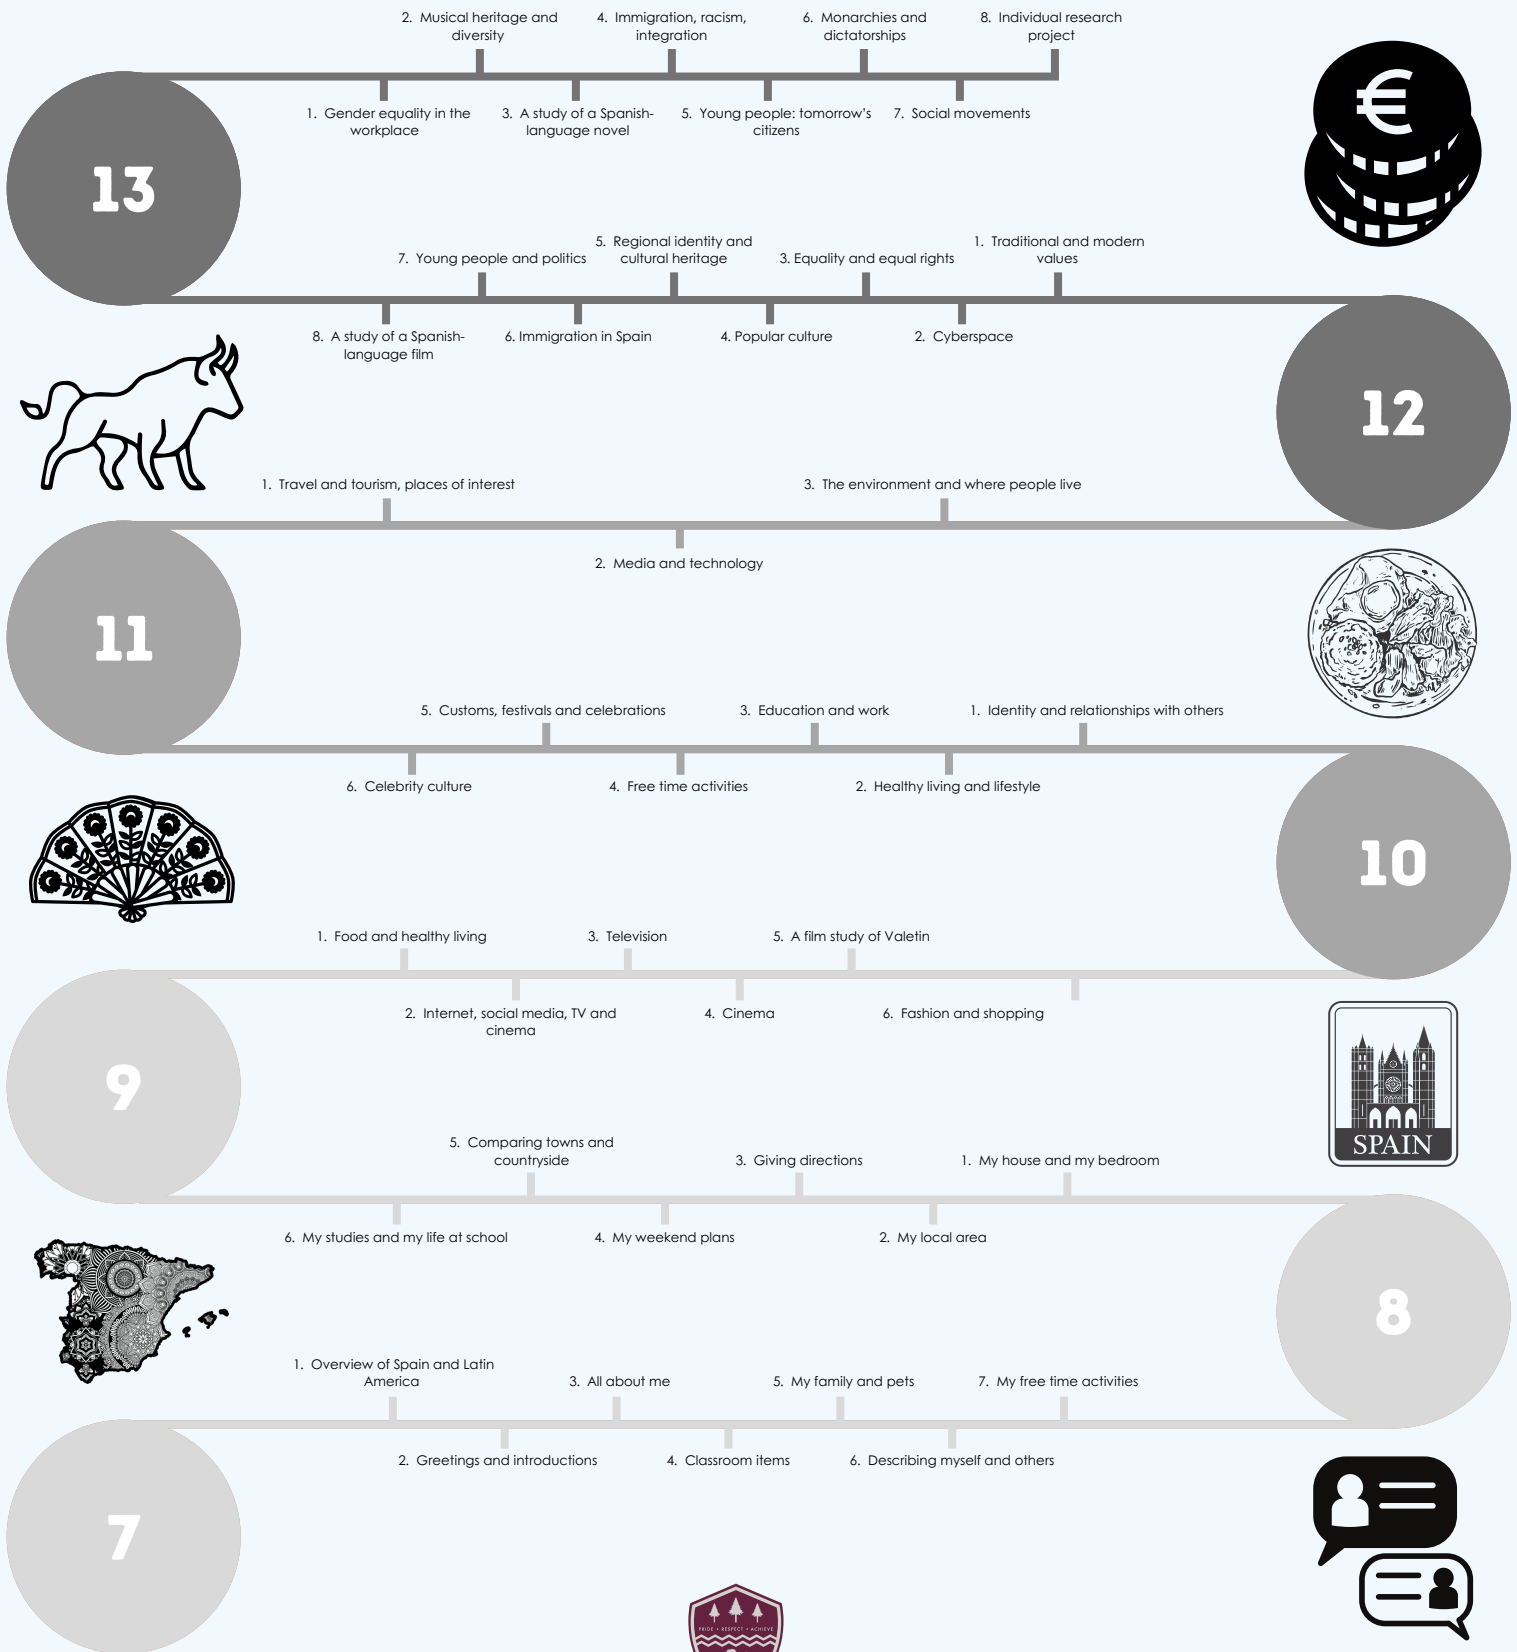 2. Musical heritage and
diversity
4. Immigration, racism,
integration
6. Monarchies and
dictatorships
8. Individual research
project
1. Gender equality in the
workplace
3. A study of a Spanish-
language novel
5. Young people: tomorrow's
citizens
7. Social movements
13
7. Young people and politics
5. Regional identity and
cultural heritage
3. Equality and equal rights
1. Traditional and modern
values
8. A study of a Spanish-
language film
6. Immigration in Spain
4. Popular culture
2. Cyberspace
12
1. Travel and tourism, places of interest
3. The environment and where people live
2. Media and technology
11
5. Customs, festivals and celebrations
3. Education and work
1. Identity and relationships with others
6. Celebrity culture
4. Free time activities
2. Healthy living and lifestyle
10
1. Food and healthy living
3. Television
5. A film study of Valetin
2. Internet, social media, TV and
cinema
4. Cinema
6. Fashion and shopping
9
SPAIN
5. Comparing towns and
countryside
3. Giving directions
1. My house and my bedroom
6. My studies and my life at school
4. My weekend plans
2. My local area
8
1. Overview of Spain and Latin
America
3. All about me
5. My family and pets
7. My free time activities
2. Greetings and introductions
4. Classroom items
6. Describing myself and others
7
PRIDE • RESPECT • ACHIEVE